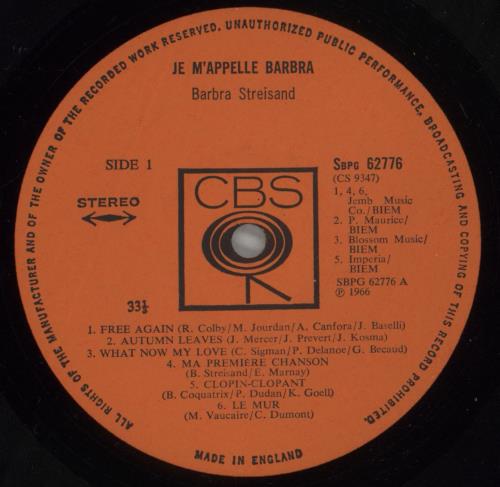 ALL RIGHTS OF THE MANUFACTURER AND OF THE OWNER OF THE RECORDED WORK RESERVED. UNAUTHORIZED PUBLIC PERFORMANCE, BROADCASTING AND COPYING OF THIS RECORD PROHIBITED.
JE M'APPELLE BARBRA
Barbra Streisand
SIDE 1
STEREO
33⅓
CBS
SBPG 62776
(CS 9347)
1, 4, 6,
Jemb Music
Co./BIEM
2. P. Maurice/
BIEM
3. Blossom Music/
BIEM
5. Imperia/
BIEM
SBPG 62776 A
℗ 1966
1. FREE AGAIN (R. Colby/M. Jourdan/A. Canfora/J. Baselli)
2. AUTUMN LEAVES (J. Mercer/J. Prevert/J. Kosma)
3. WHAT NOW MY LOVE (C. Sigman/P. Delanoe/G. Becaud)
4. MA PREMIERE CHANSON
(B. Streisand/E. Marnay)
5. CLOPIN-CLOPANT
(B. Coquatrix/P. Dudan/K. Goell)
6. LE MUR
(M. Vaucaire/C. Dumont)
MADE IN ENGLAND